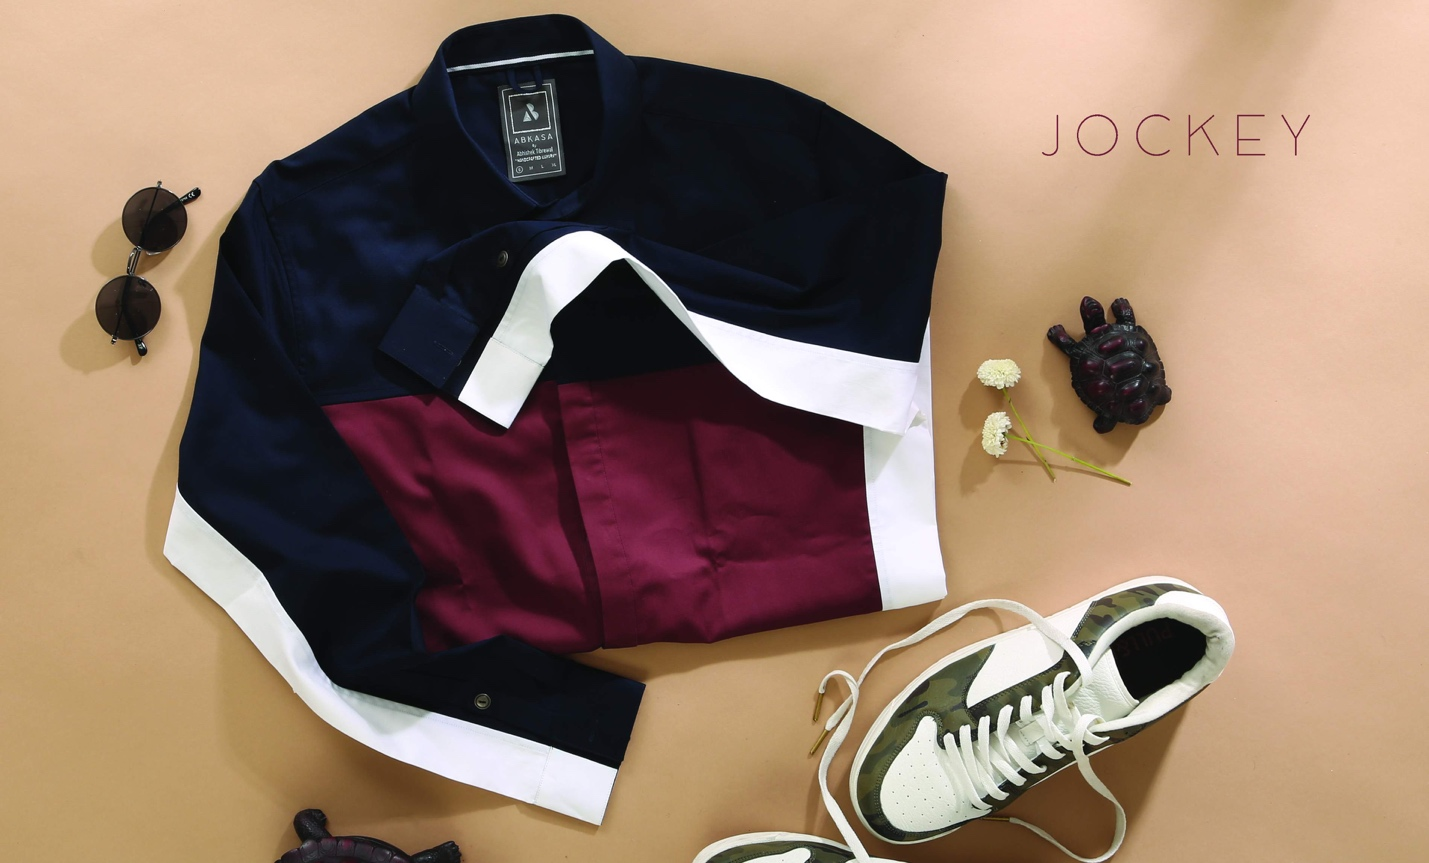 JOCKEY
ABKASA
By
Abhishek Tibrewal
"HANDCRAFTED LUXURY"
S M L XL